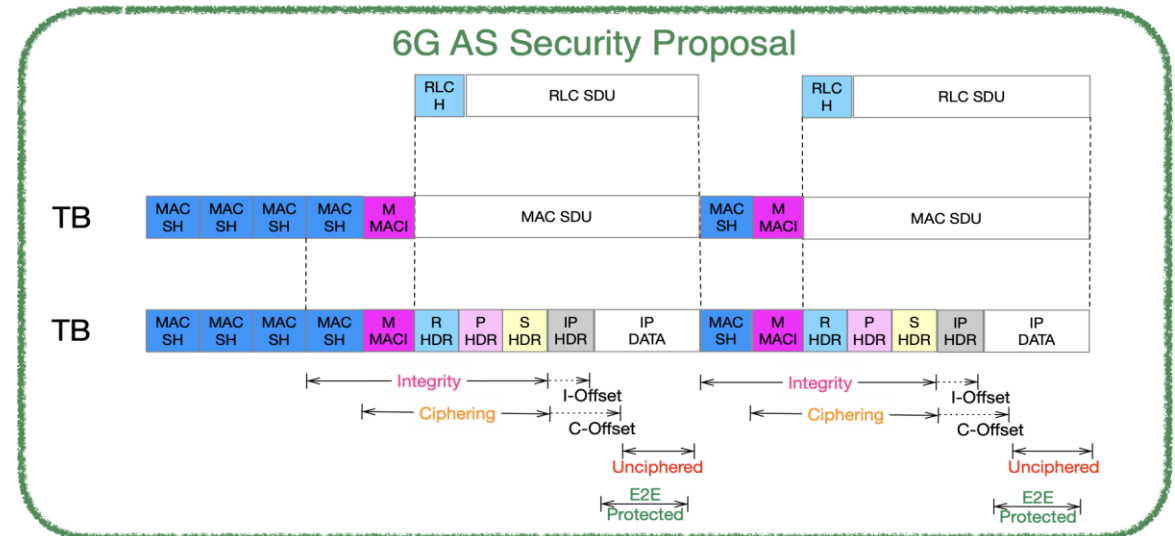 6G AS Security Proposal
RLC
H
RLC SDU
RLC
H
RLC SDU
TB
MAC
SH
MAC
SH
MAC
SH
MAC
SH
M
MACI
MAC SDU
MAC
SH
M
MACI
MAC SDU
TB
MAC
SH
MAC
SH
MAC
SH
MAC
SH
M
MACI
R
HDR
P
HDR
S
HDR
IP
HDR
IP
DATA
MAC
SH
M
MACI
R
HDR
P
HDR
S
HDR
IP
HDR
IP
DATA
Integrity
I-Offset
Ciphering
C-Offset
Unciphered
E2E
Protected
Integrity
I-Offset
Ciphering
C-Offset
Unciphered
E2E
Protected